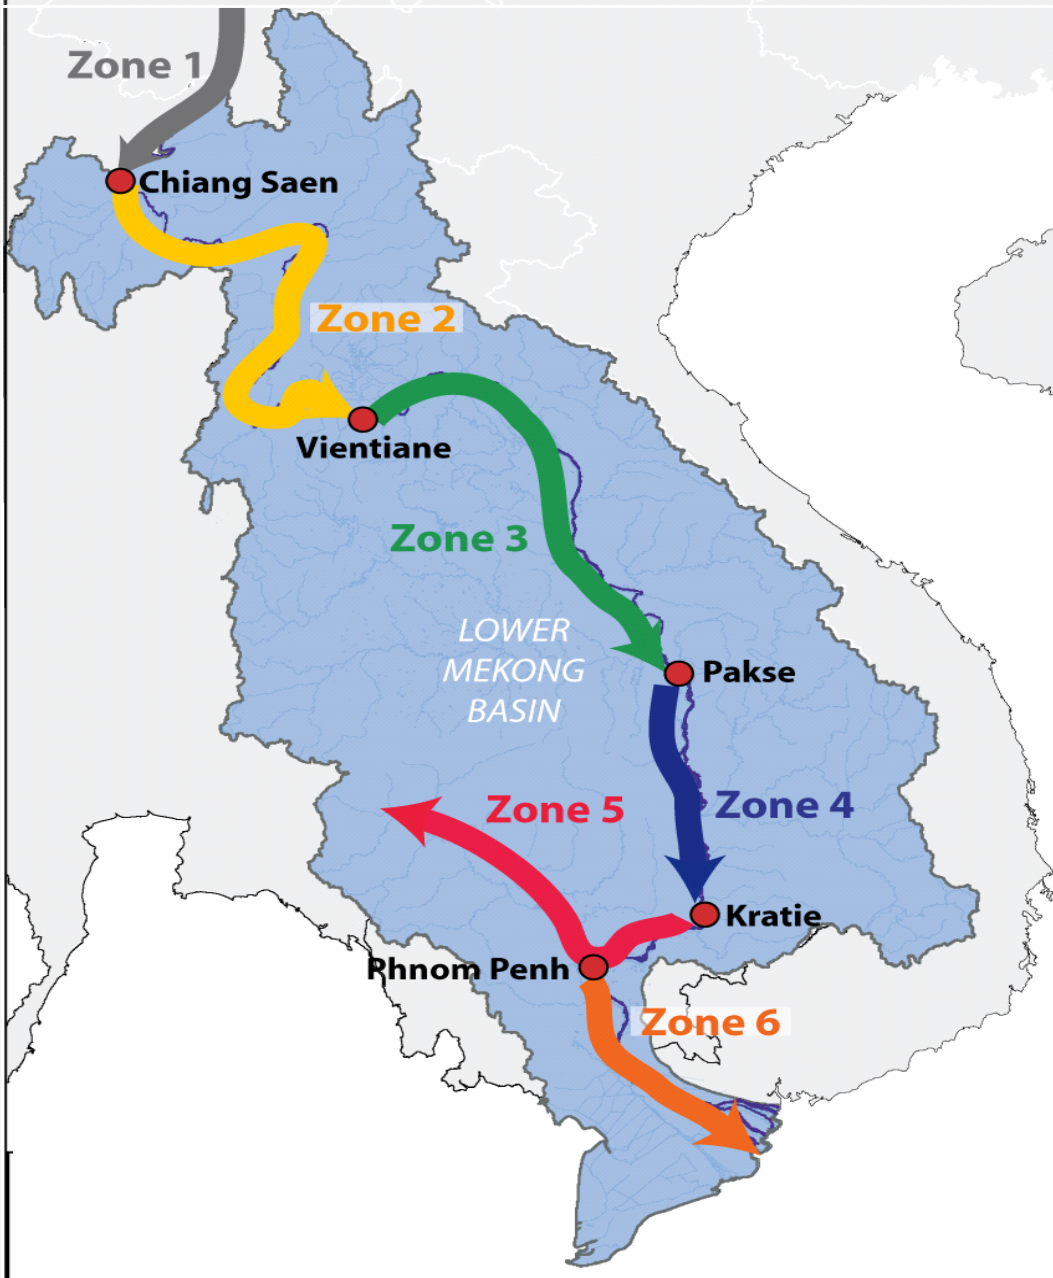 Zone 1
Chiang Saen
Zone 2
Vientiane
Zone 3
LOWER
MEKONG
BASIN
Pakse
Zone 4
Zone 5
Kratie
Phnom Penh
Zone 6